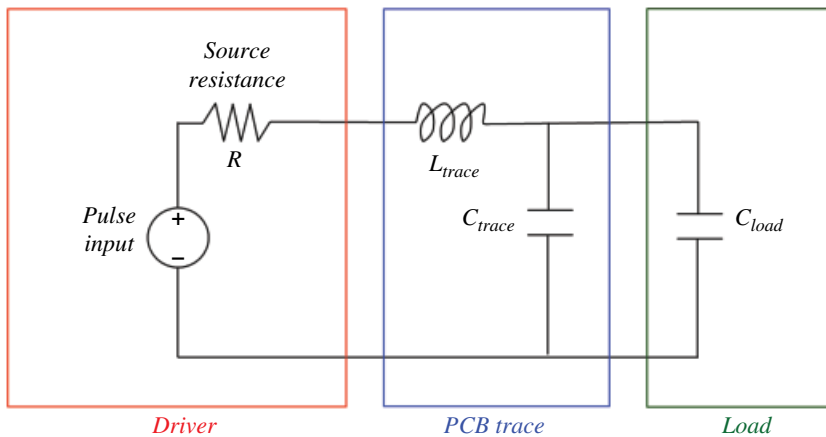 Source
resistance
R
L_trace
Pulse
input
+
−
C_trace
C_load
Driver
PCB trace
Load